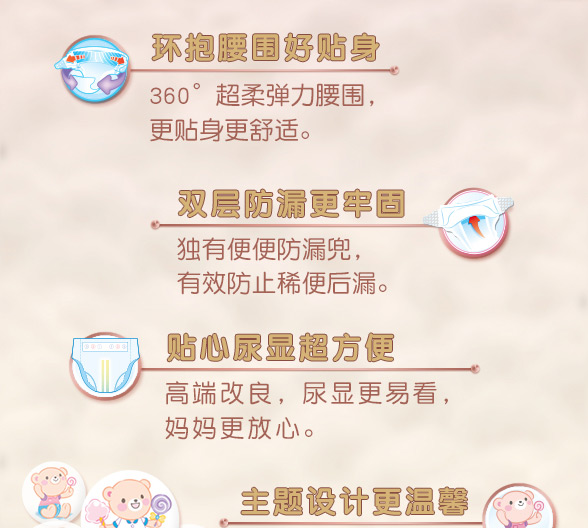 环抱腰围好贴身
360°超柔弹力腰围，
更贴身更舒适。
双层防漏更牢固
独有便便防漏兜，
有效防止稀便后漏。
贴心尿显超方便
高端改良，尿显更易看，
妈妈更放心。
主题设计更温馨